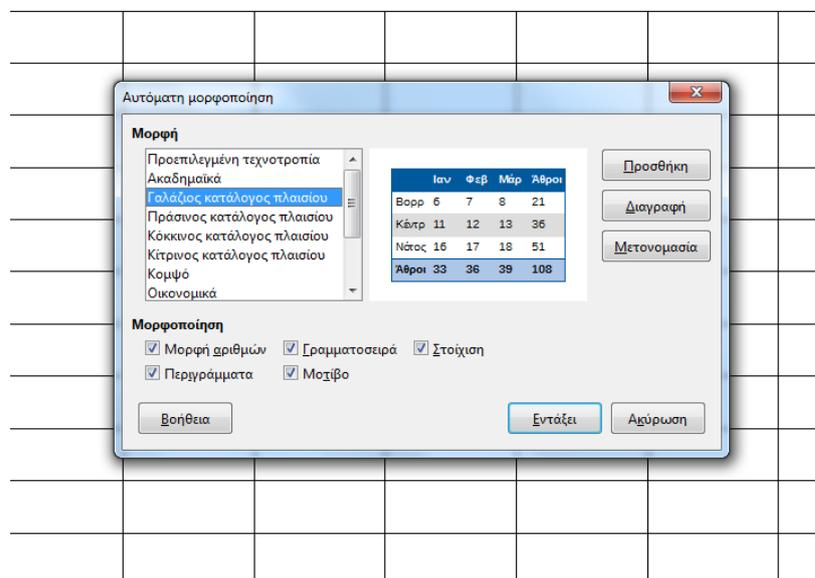 Αυτόματη μορφοποίηση
Μορφή
Προεπιλεγμένη τεχνοτροπία
Ακαδημαϊκά
Γαλάζιος κατάλογος πλαισίου
Πράσινος κατάλογος πλαισίου
Κόκκινος κατάλογος πλαισίου
Κίτρινος κατάλογος πλαισίου
Κομψό
Οικονομικά
Ιαν Φεβ Μάρ Άθροι
Βορρ 6 7 8 21
Κέντρ 11 12 13 36
Νότος 16 17 18 51
Άθροι 33 36 39 108
Προσθήκη
Διαγραφή
Μετονομασία
Μορφοποίηση
Μορφή αριθμών Γραμματοσειρά Στοίχιση
Περιγράμματα Μοτίβο
Βοήθεια Εντάξει Ακύρωση